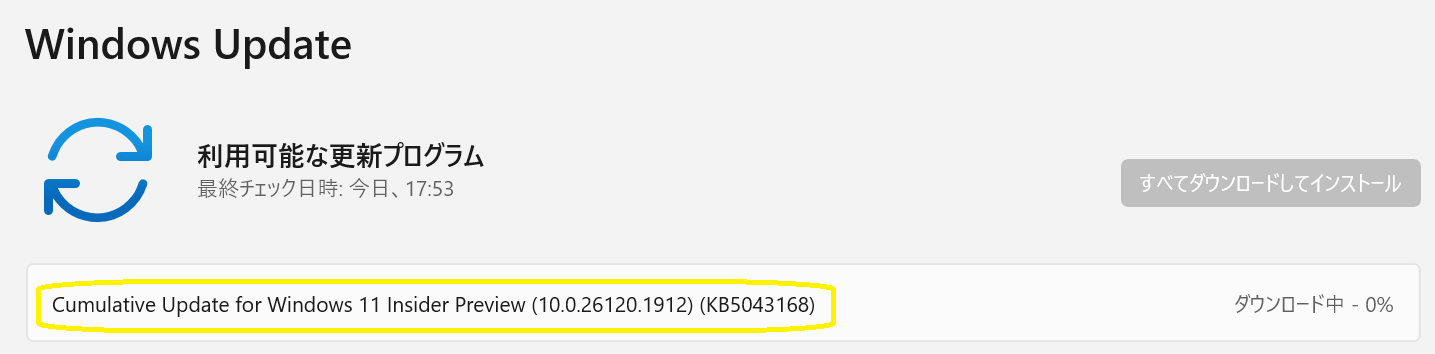 Windows Update
利用可能な更新プログラム
最終チェック日時: 今日、17:53
すべてダウンロードしてインストール
Cumulative Update for Windows 11 Insider Preview (10.0.26120.1912) (KB5043168)
ダウンロード中 - 0%